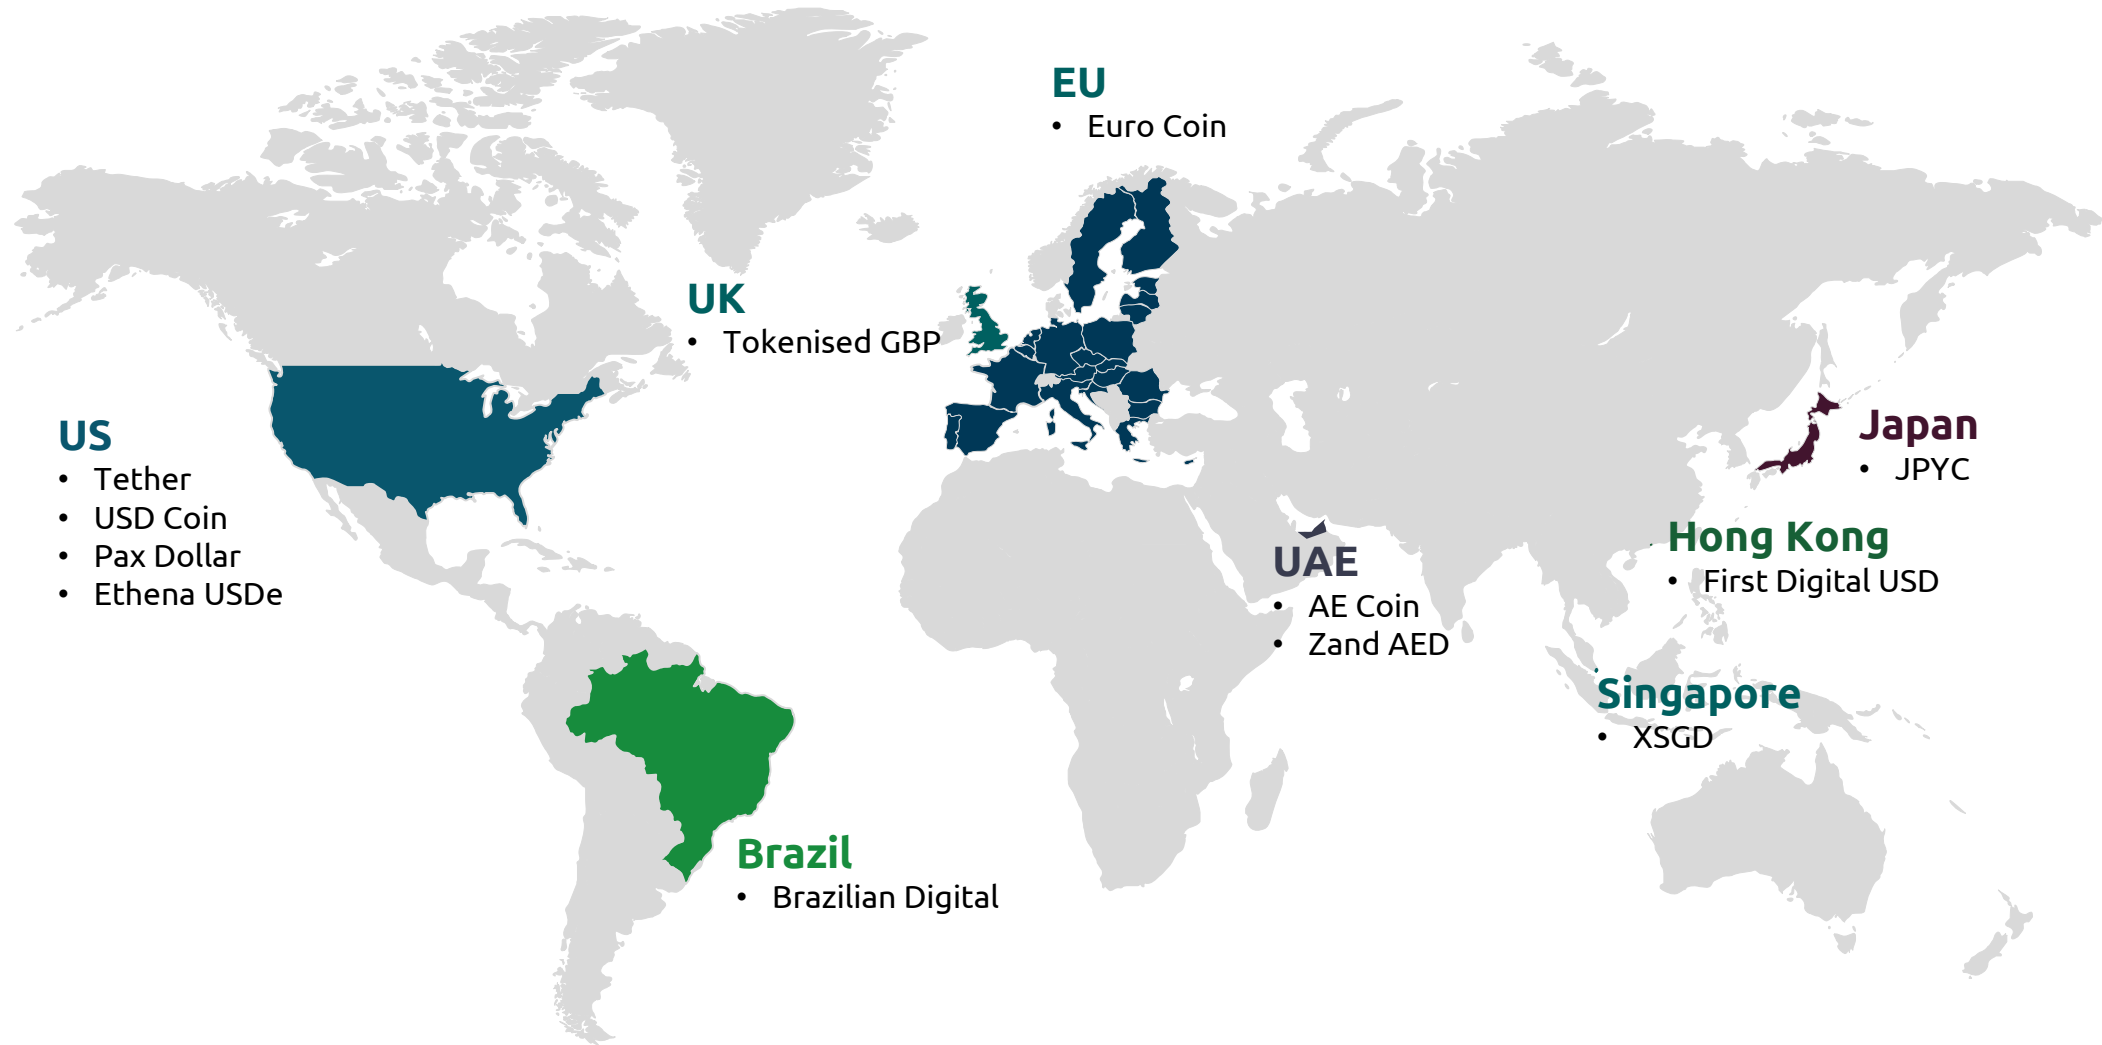 EU
• Euro Coin
UK
• Tokenised GBP
US
• Tether
• USD Coin
• Pax Dollar
• Ethena USDe
Japan
• JPYC
Hong Kong
• First Digital USD
UAE
• AE Coin
• Zand AED
Singapore
• XSGD
Brazil
• Brazilian Digital